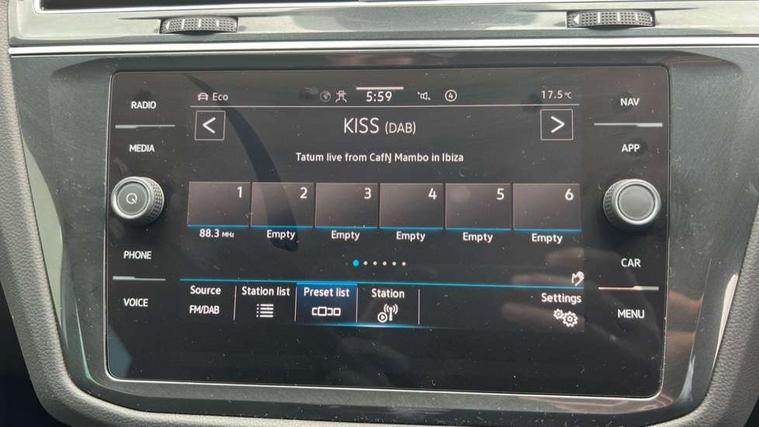 RADIO
MEDIA
PHONE
VOICE
Eco
5:59
4
17.5 °C
< KISS (DAB) >
Tatum live from CafŊ Mambo in Ibiza
1 2 3 4 5 6
88.3 MHz Empty Empty Empty Empty Empty
Source Station list Preset list Station Settings
FM/DAB
NAV
APP
CAR
MENU